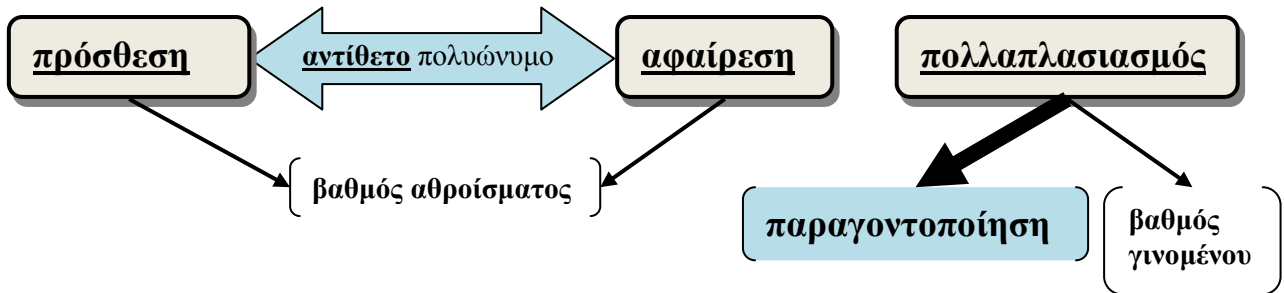 πρόσθεση
αντίθετο πολυώνυμο
αφαίρεση
πολλαπλασιασμός
βαθμός αθροίσματος
παραγοντοποίηση
βαθμός
γινομένου